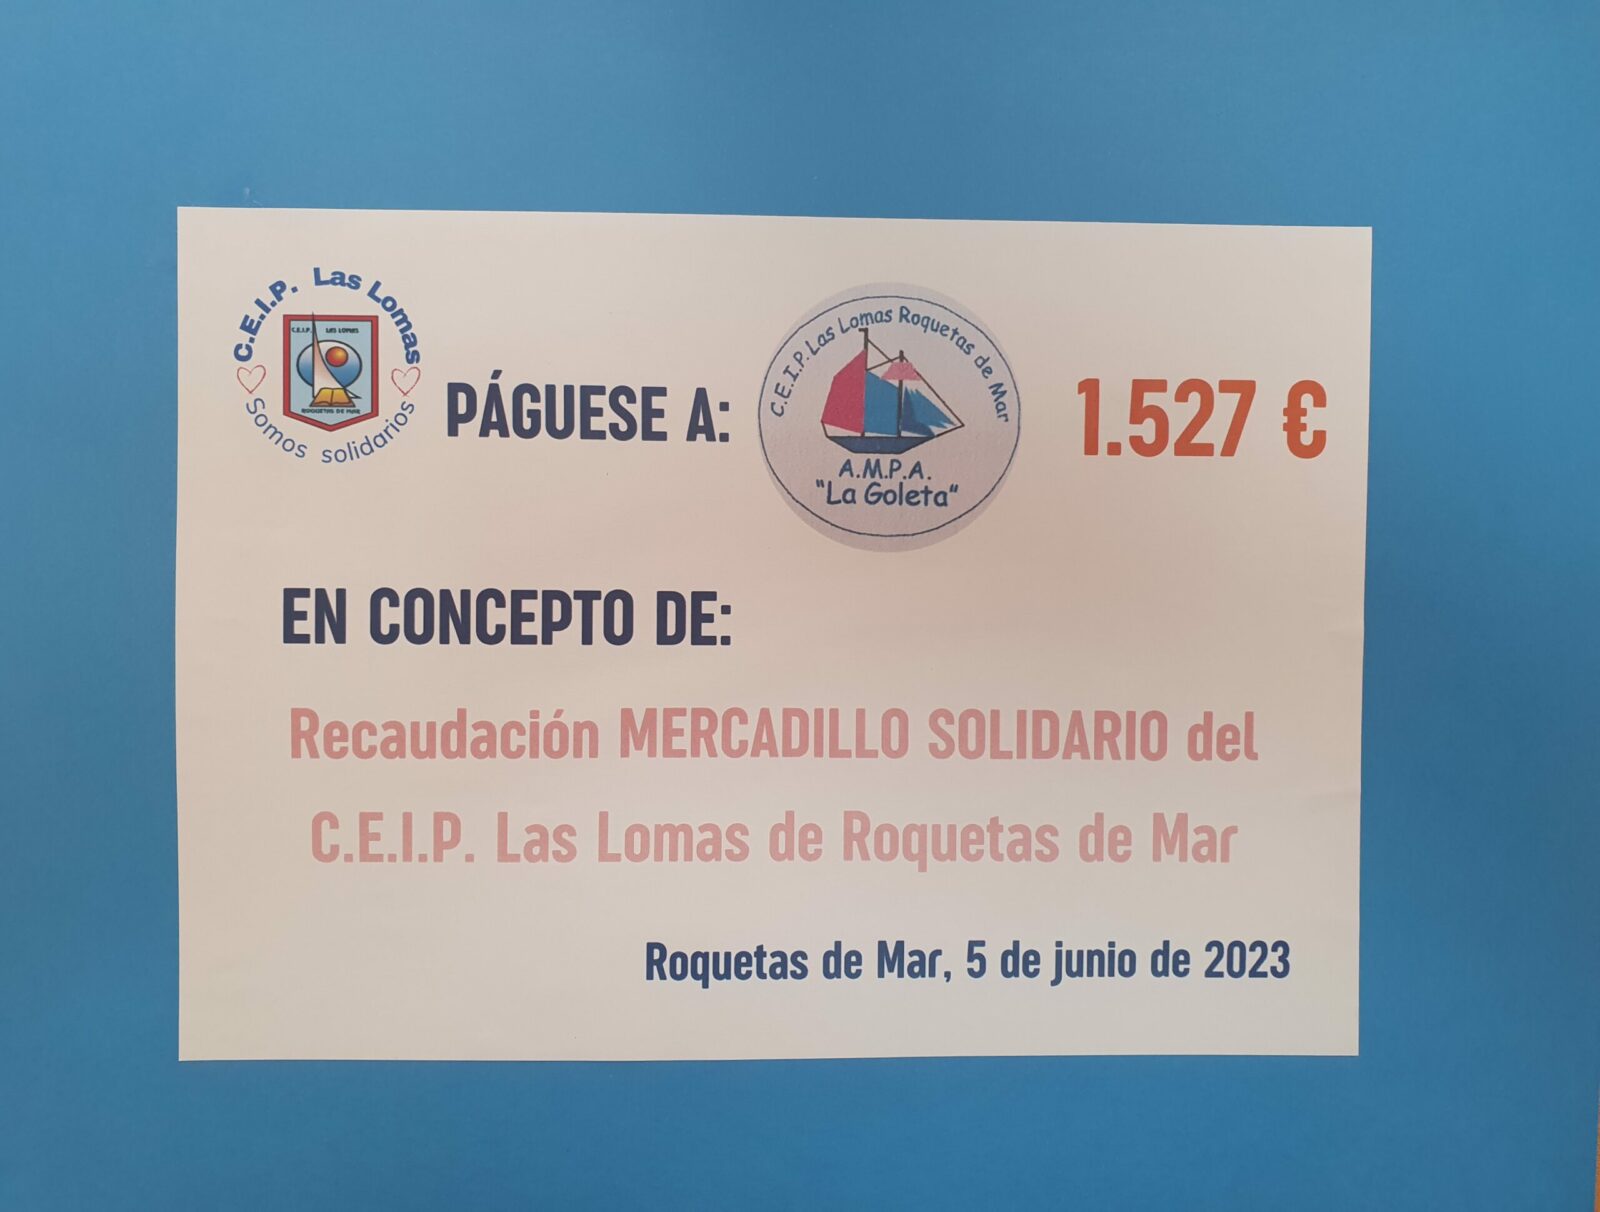 C.E.I.P. Las Lomas
C.E.I.P. LAS LOMAS
ROQUETAS DE MAR
Somos solidarios
PÁGUESE A:
C.E.I.P. Las Lomas Roquetas de Mar
A.M.P.A.
"La Goleta"
1.527 €
EN CONCEPTO DE:
Recaudación MERCADILLO SOLIDARIO del
C.E.I.P. Las Lomas de Roquetas de Mar
Roquetas de Mar, 5 de junio de 2023